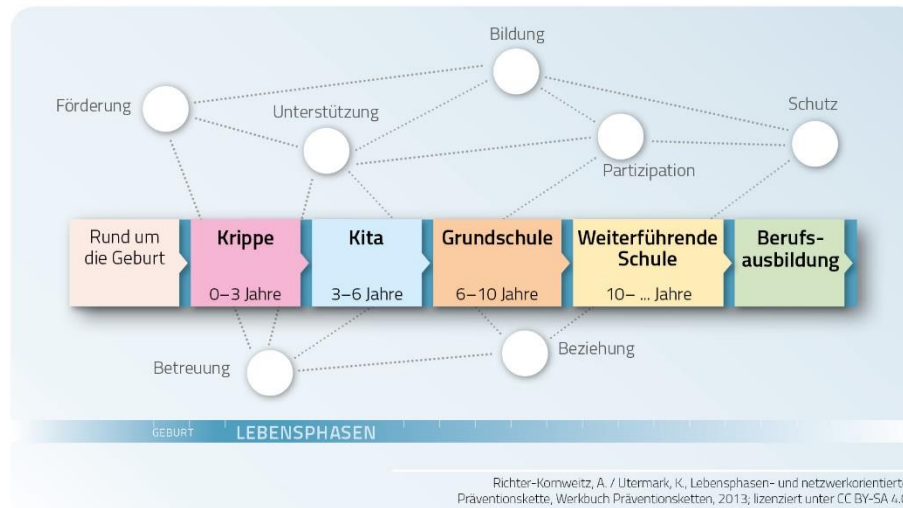 Bildung
Förderung
Unterstützung
Schutz
Partizipation
Rund um
die Geburt
Krippe
0–3 Jahre
Kita
3–6 Jahre
Grundschule
6–10 Jahre
Weiterführende
Schule
10– ... Jahre
Berufs-
ausbildung
Betreuung
Beziehung
GEBURT
LEBENSPHASEN
Richter-Kornweitz, A. / Utermark, K., Lebensphasen- und netzwerkorientierte
Präventionskette, Werkbuch Präventionsketten, 2013; lizenziert unter CC BY-SA 4.0